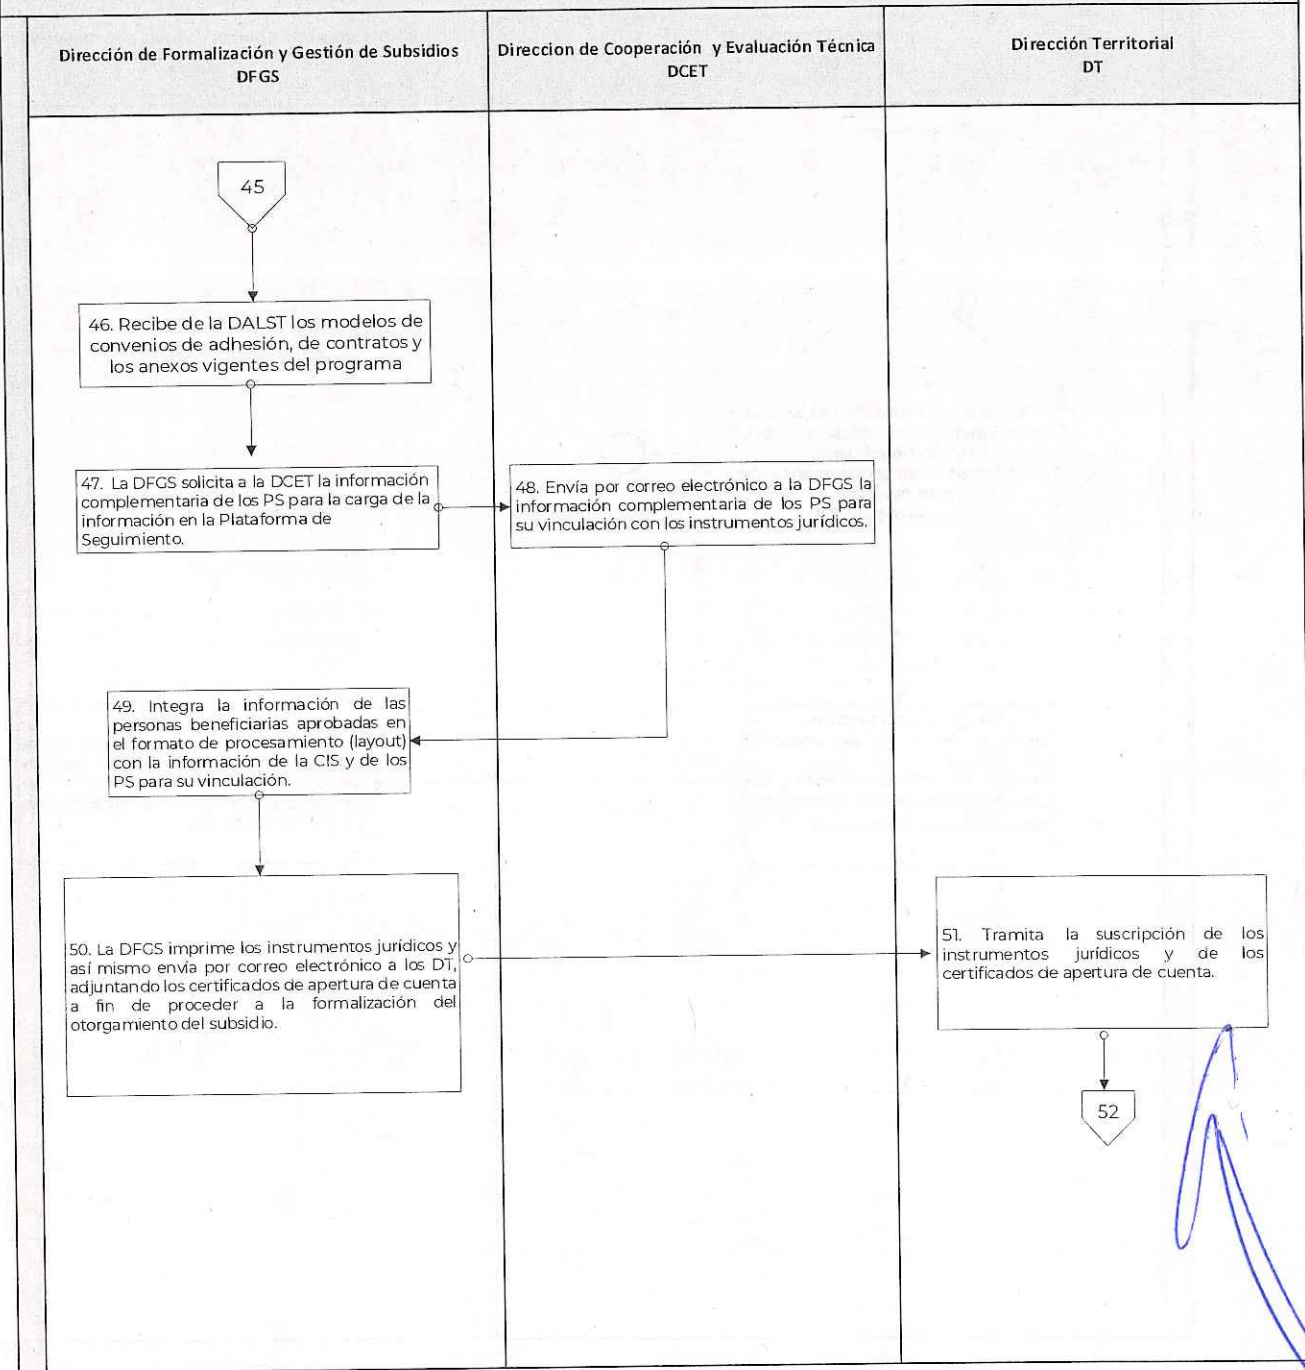 Dirección de Formalización y Gestión de Subsidios
DFGS
Direccion de Cooperación y Evaluación Técnica
DCET
Dirección Territorial
DT
45
46. Recibe de la DALST los modelos de
convenios de adhesión, de contratos y
los anexos vigentes del programa
47. La DFGS solicita a la DCET la información
complementaria de los PS para la carga de la
información en la Plataforma de
Seguimiento.
48. Envía por correo electrónico a la DFGS la
información complementaria de los PS para
su vinculación con los instrumentos jurídicos.
49. Integra la información de las
personas beneficiarias aprobadas en
el formato de procesamiento (layout)
con la información de la CIS y de los
PS para su vinculación.
50. La DFGS imprime los instrumentos jurídicos y
así mismo envía por correo electrónico a los DT,
adjuntando los certificados de apertura de cuenta
a fin de proceder a la formalización del
otorgamiento del subsidio.
51. Tramita la suscripción de los
instrumentos jurídicos y de los
certificados de apertura de cuenta.
52